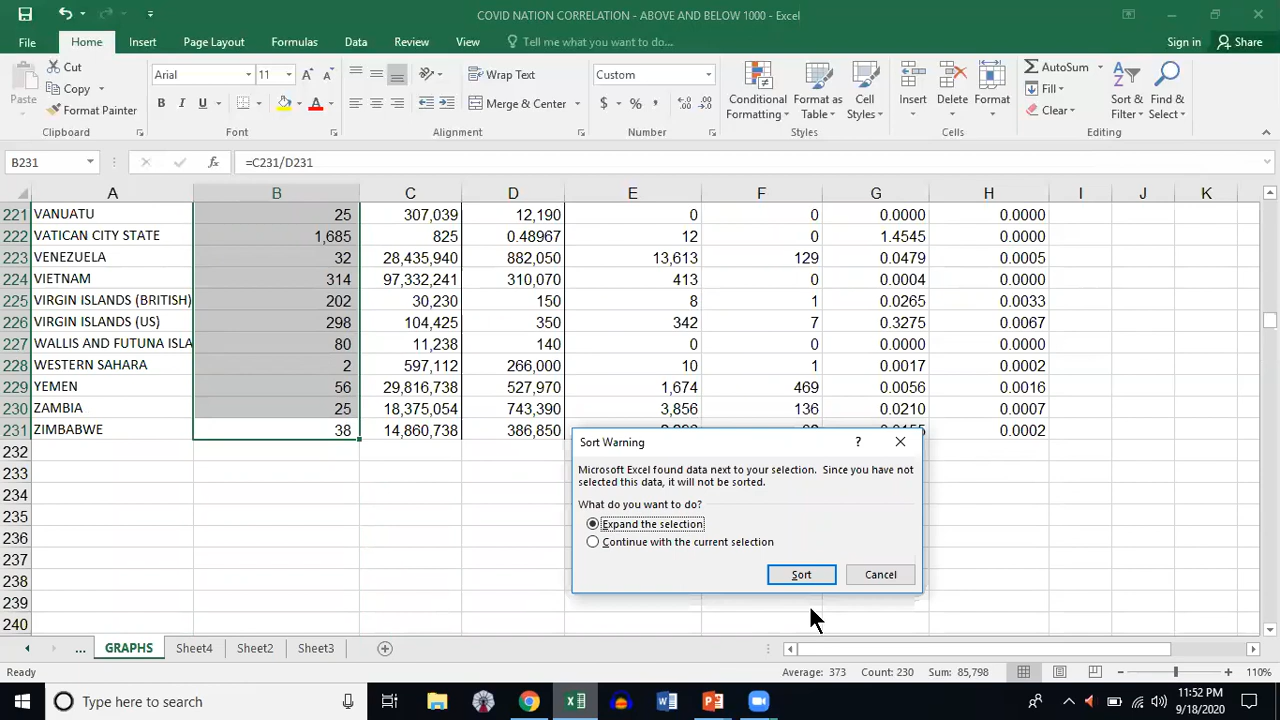 COVID NATION CORRELATION - ABOVE AND BELOW 1000 - Excel
File Home Insert Page Layout Formulas Data Review View Tell me what you want to do... Sign in Share
Paste
Cut
Copy
Format Painter
Clipboard
Arial 11
B I U
Font
Wrap Text
Merge & Center
Alignment
Custom
$ % ,
Number
Conditional Formatting
Format as Table
Cell Styles
Styles
Insert
Delete
Format
Cells
AutoSum
Fill
Clear
Sort & Filter
Find & Select
Editing
B231 fx =C231/D231
A B C D E F G H I J K
221 VANUATU 25 307,039 12,190 0 0 0.0000 0.0000
222 VATICAN CITY STATE 1,685 825 0.48967 12 0 1.4545 0.0000
223 VENEZUELA 32 28,435,940 882,050 13,613 129 0.0479 0.0005
224 VIETNAM 314 97,332,241 310,070 413 0 0.0004 0.0000
225 VIRGIN ISLANDS (BRITISH) 202 30,230 150 8 1 0.0265 0.0033
226 VIRGIN ISLANDS (US) 298 104,425 350 342 7 0.3275 0.0067
227 WALLIS AND FUTUNA ISLA 80 11,238 140 0 0 0.0000 0.0000
228 WESTERN SAHARA 2 597,112 266,000 10 1 0.0017 0.0002
229 YEMEN 56 29,816,738 527,970 1,674 469 0.0056 0.0016
230 ZAMBIA 25 18,375,054 743,390 3,856 136 0.0210 0.0007
231 ZIMBABWE 38 14,860,738 386,850 0.0002
232
233
234
235
236
237
238
239
240
Sort Warning ?
Microsoft Excel found data next to your selection. Since you have not
selected this data, it will not be sorted.
What do you want to do?
Expand the selection
Continue with the current selection
Sort Cancel
... GRAPHS Sheet4 Sheet2 Sheet3
Ready Average: 373 Count: 230 Sum: 85,798 110%
Type here to search
11:52 PM
9/18/2020